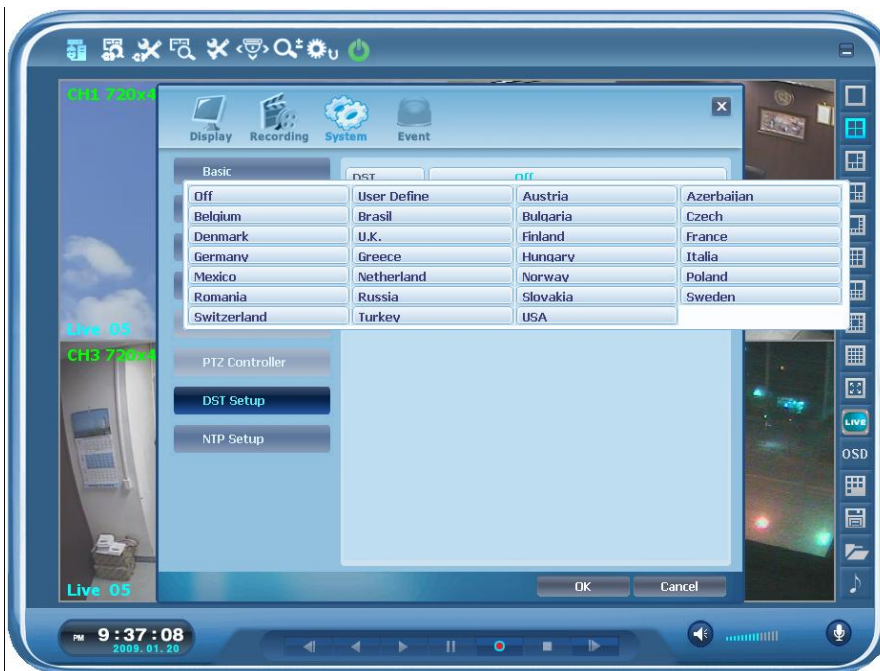 CH1 720x4
Display Recording System Event
Basic
DST Off
Off User Define Austria Azerbaijan
Belgium Brasil Bulgaria Czech
Denmark U.K. Finland France
Germany Greece Hungary Italia
Mexico Netherland Norway Poland
Romania Russia Slovakia Sweden
Switzerland Turkey USA
Live 05
CH3 720x4
PTZ Controller
DST Setup
LIVE
NTP Setup
OSD
Live 05
OK Cancel
PM 9:37:08
2009.01.20